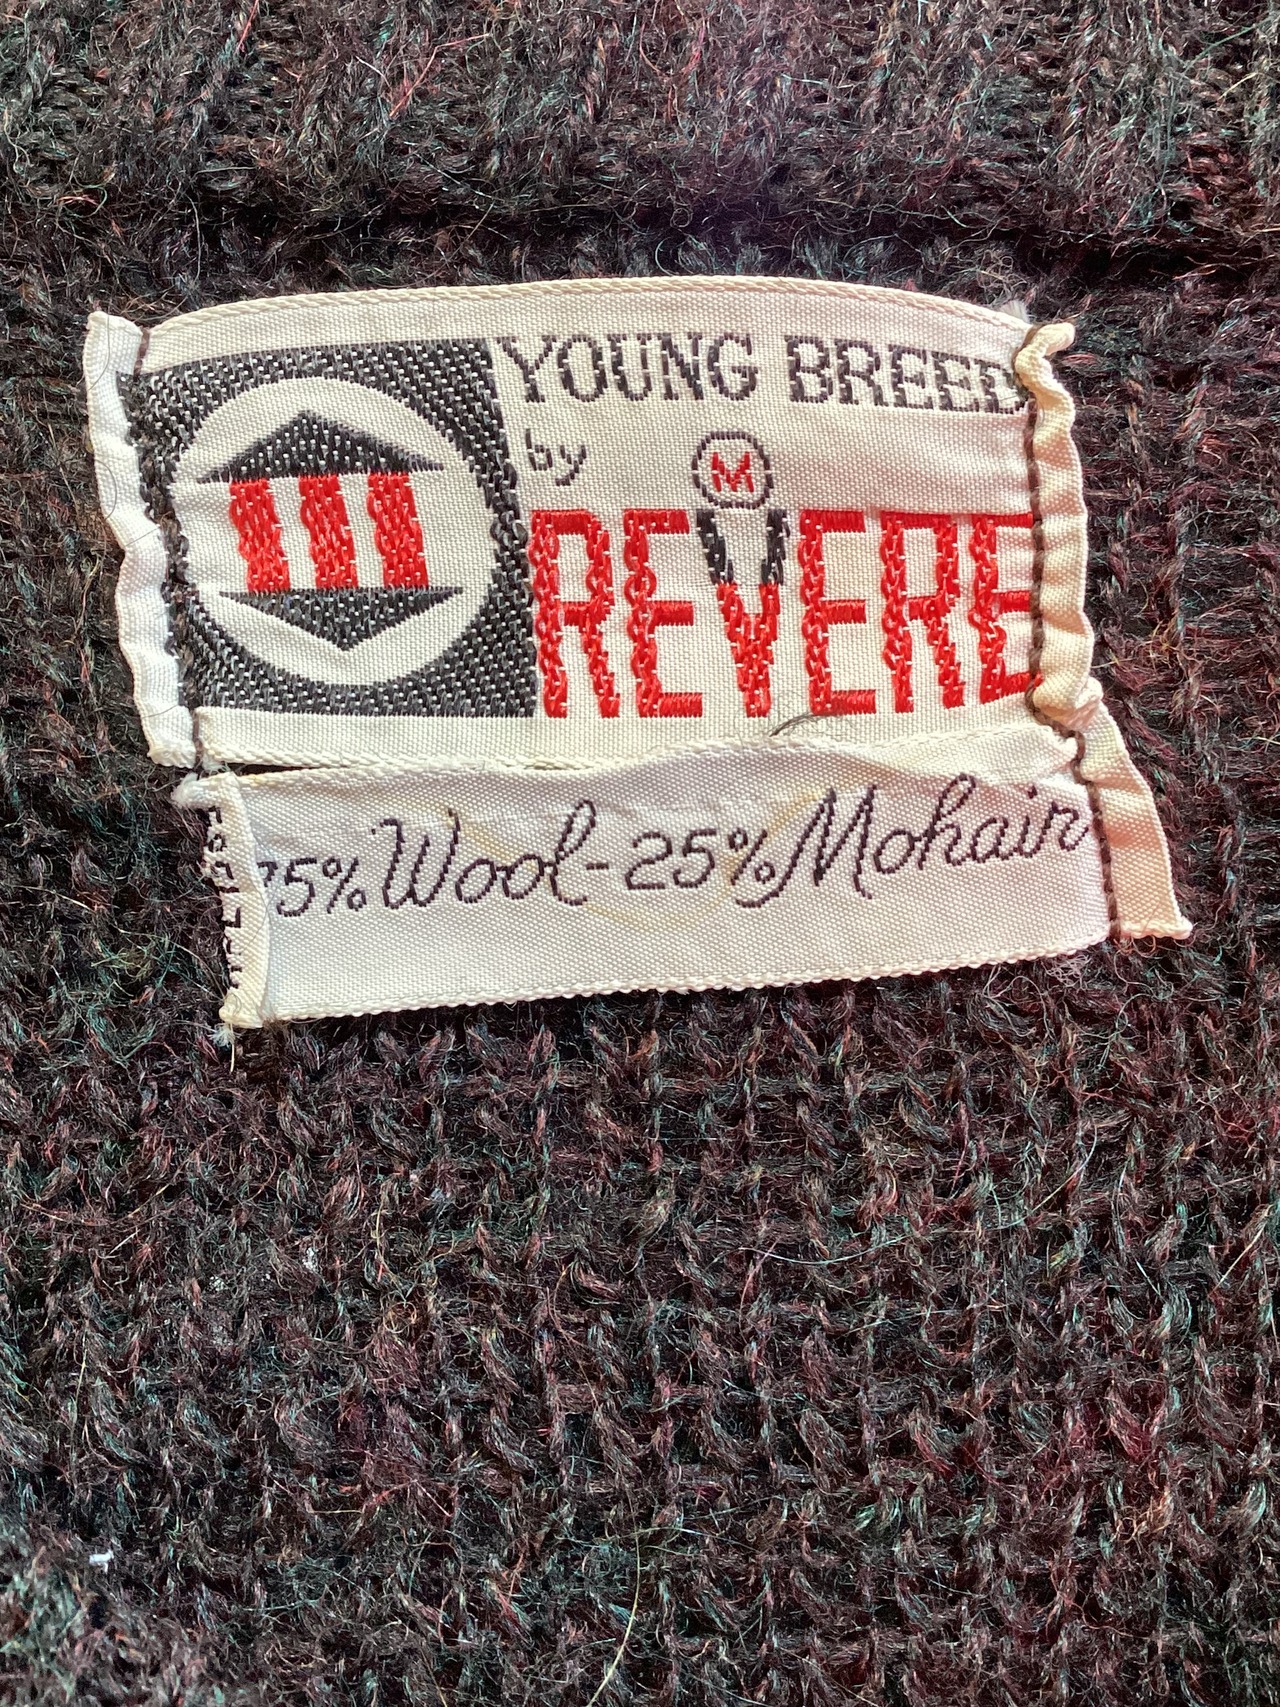 YOUNG BREED
by
M
REVERE
75% Wool - 25% Mohair